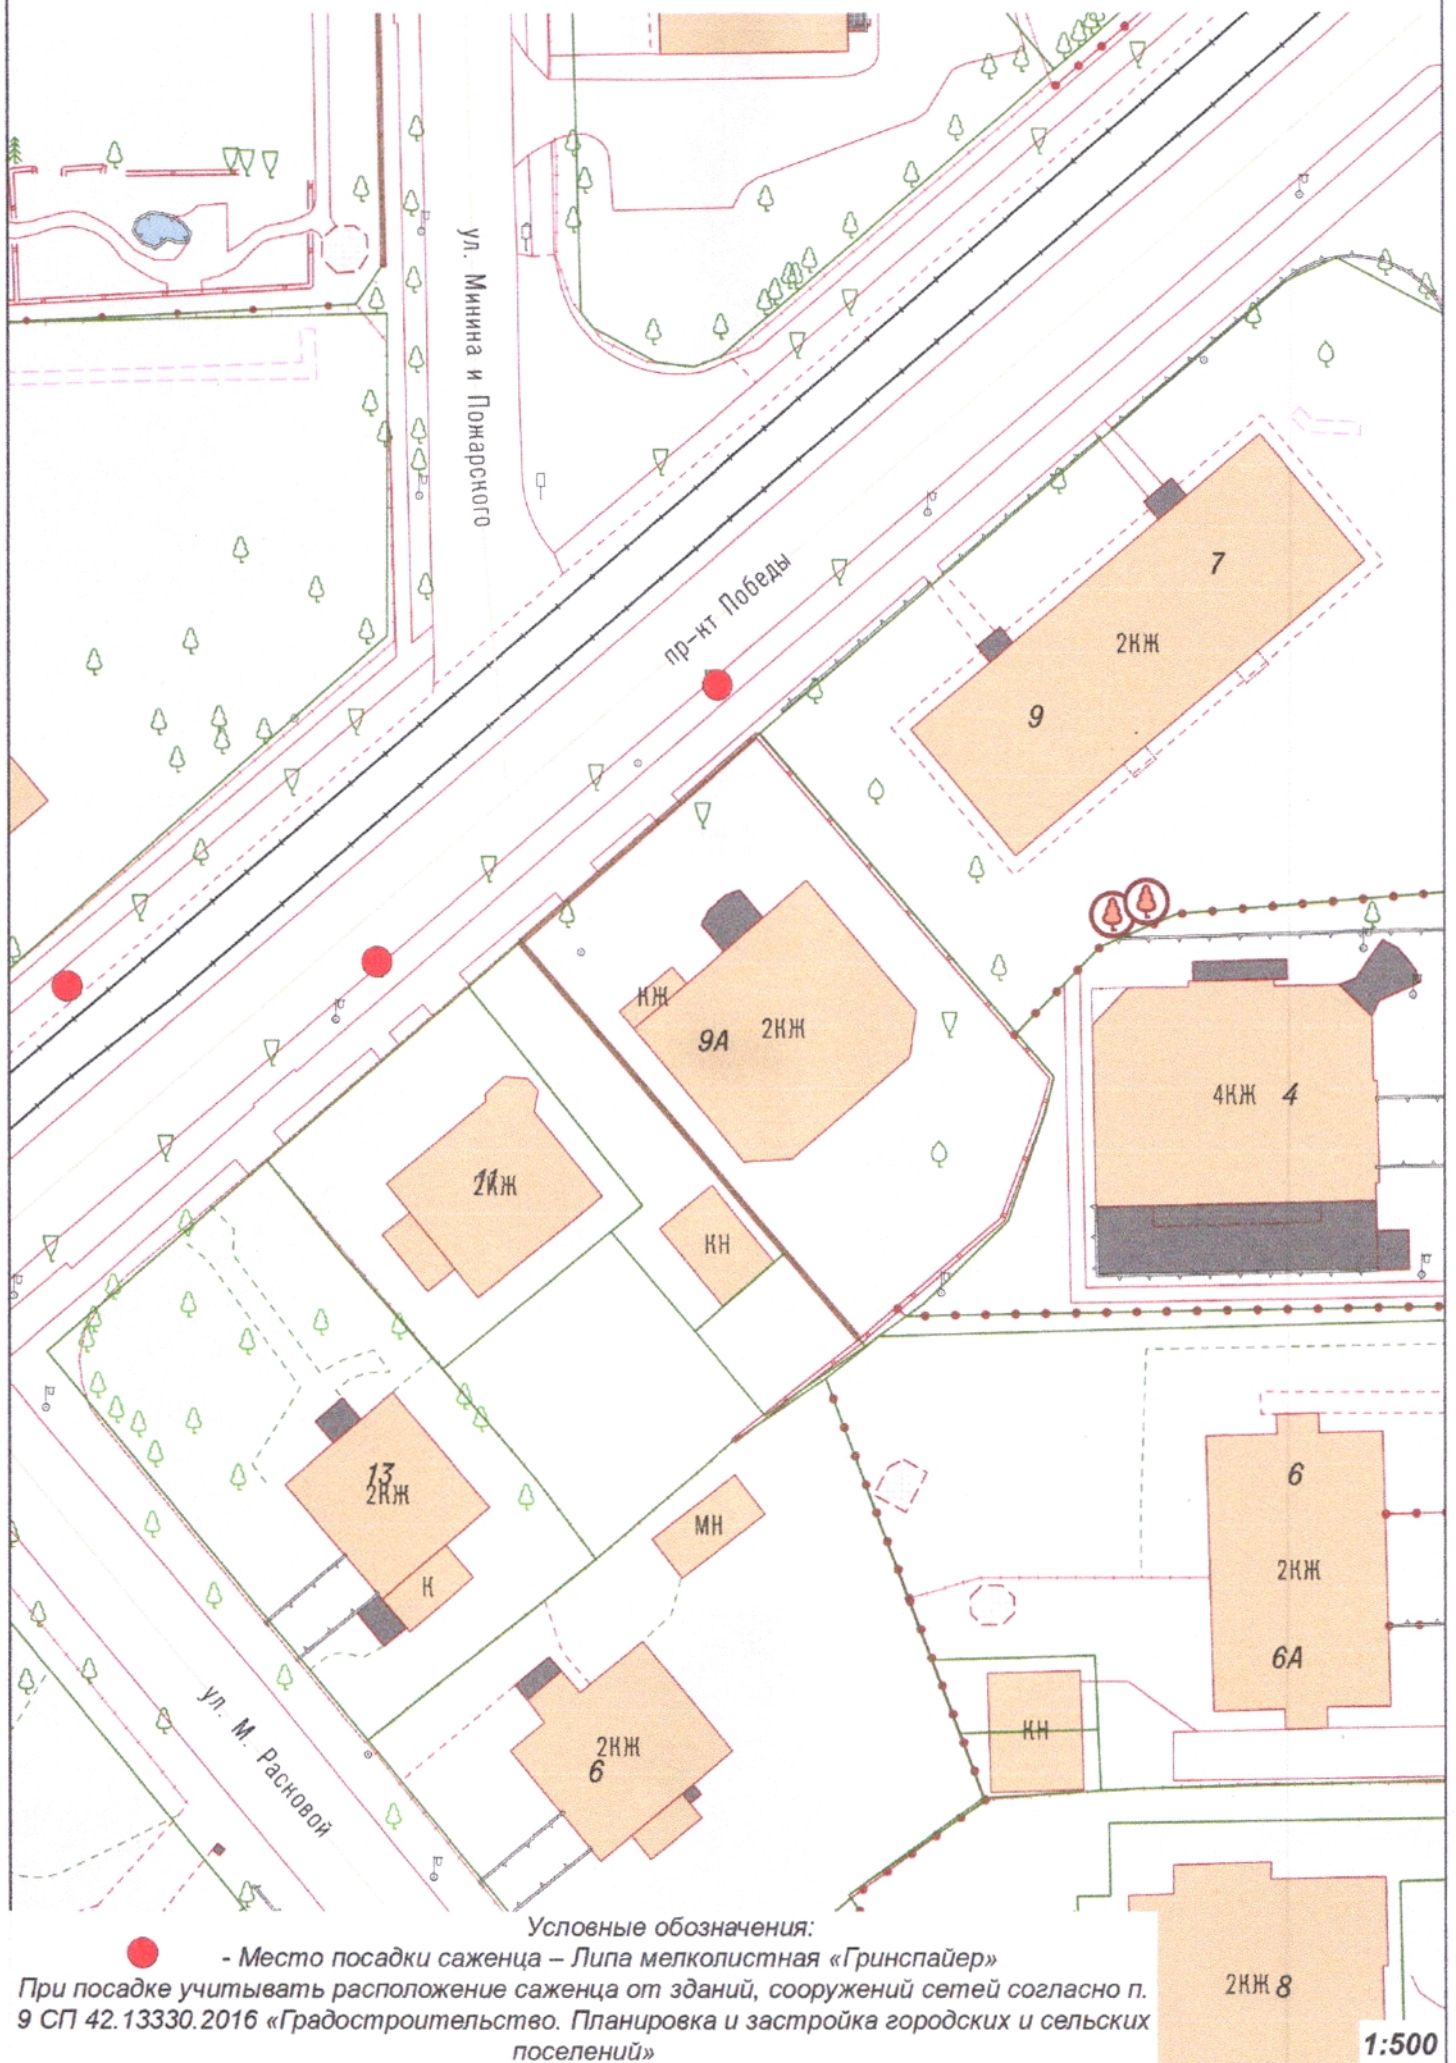 ул. Минина и Пожарского
пр-кт Победы
7
2КЖ
9
КЖ
9А
2КЖ
4КЖ
4
11
2КЖ
КН
13
2КЖ
К
МН
6
2КЖ
6А
КН
ул. М. Расковой
2КЖ
6
2КЖ
8
Условные обозначения:
- Место посадки саженца – Липа мелколистная «Гринспайер»
При посадке учитывать расположение саженца от зданий, сооружений сетей согласно п.
9 СП 42.13330.2016 «Градостроительство. Планировка и застройка городских и сельских
поселений»
1:500